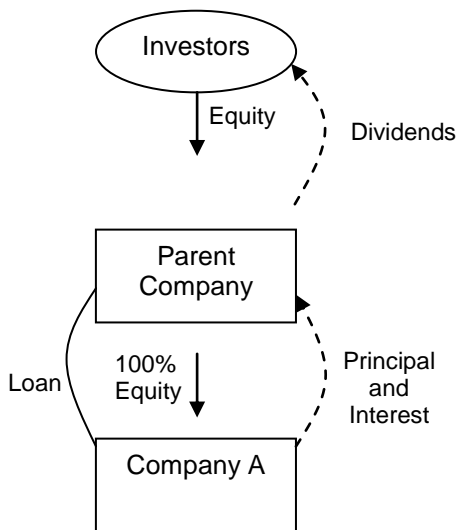 Investors
Equity
Dividends
Parent
Company
Loan
100%
Equity
Principal
and
Interest
Company A